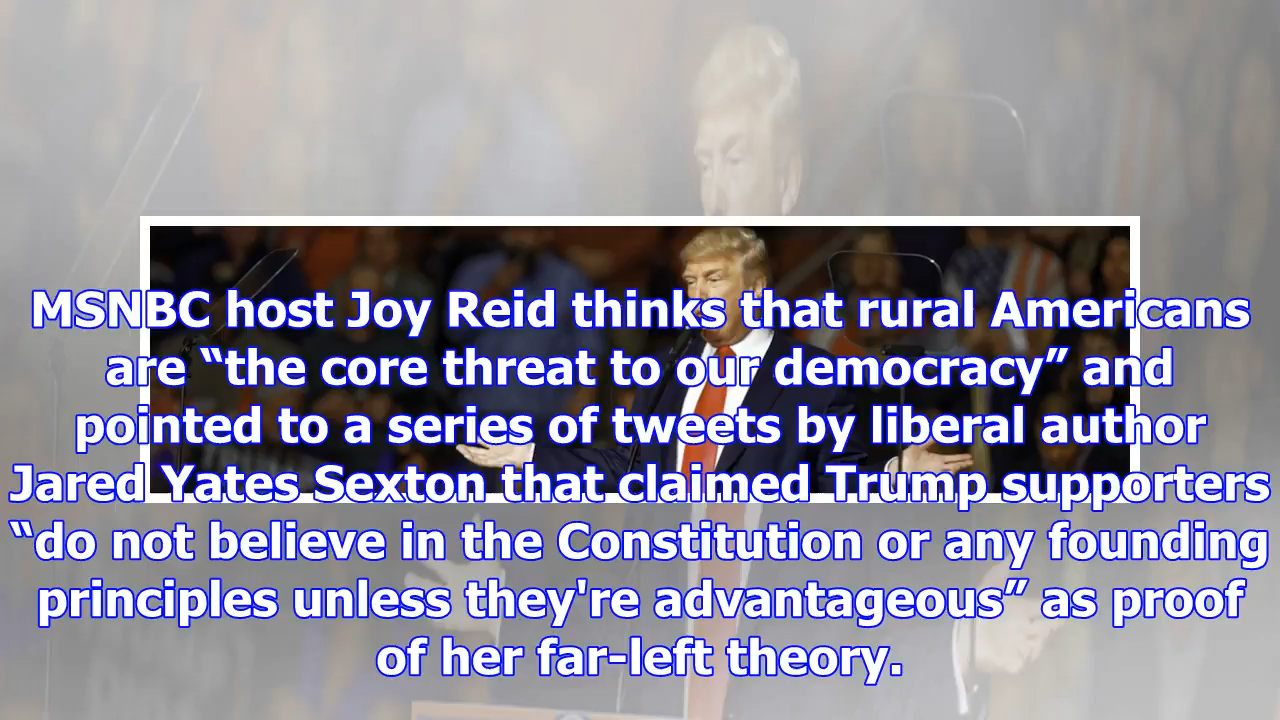 MSNBC host Joy Reid thinks that rural Americans
are “the core threat to our democracy” and
pointed to a series of tweets by liberal author
Jared Yates Sexton that claimed Trump supporters
“do not believe in the Constitution or any founding
principles unless they're advantageous” as proof
of her far-left theory.